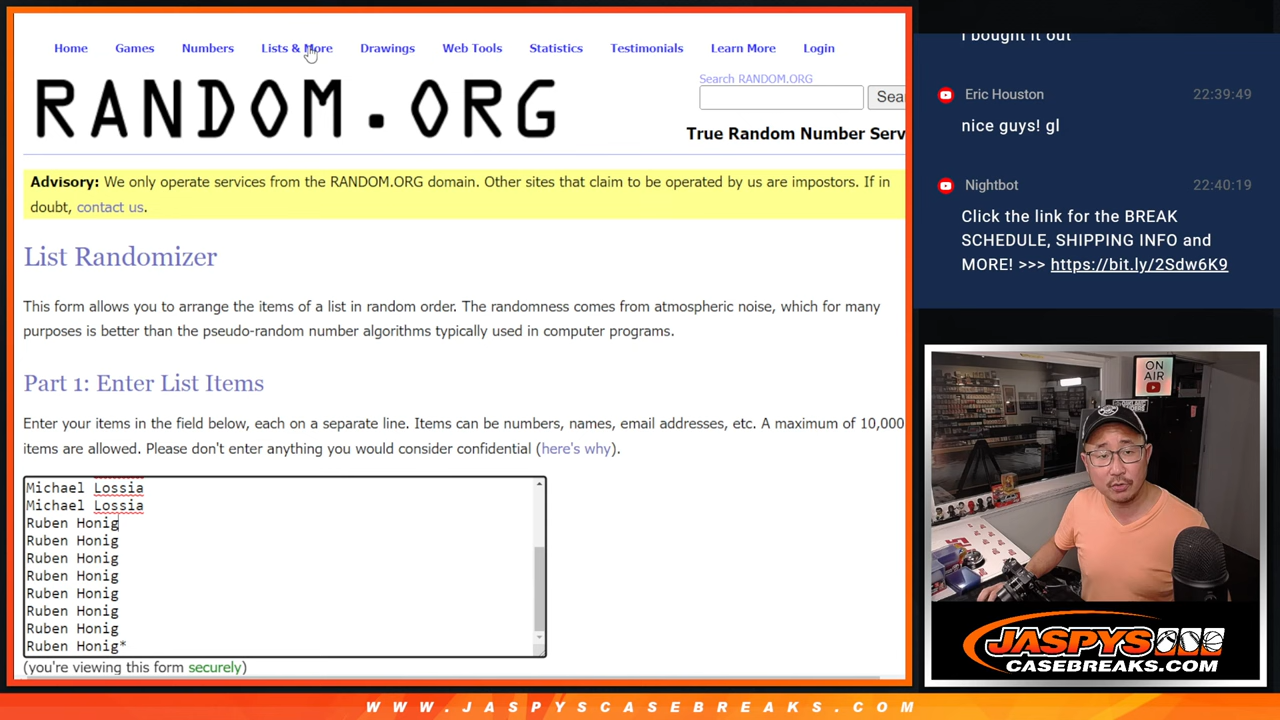 Home Games Numbers Lists & More Drawings Web Tools Statistics Testimonials Learn More Login
RANDOM.ORG
Search RANDOM.ORG
True Random Number Serv
Advisory: We only operate services from the RANDOM.ORG domain. Other sites that claim to be operated by us are impostors. If in
doubt, contact us.
List Randomizer
This form allows you to arrange the items of a list in random order. The randomness comes from atmospheric noise, which for many
purposes is better than the pseudo-random number algorithms typically used in computer programs.
Part 1: Enter List Items
Enter your items in the field below, each on a separate line. Items can be numbers, names, email addresses, etc. A maximum of 10,000
items are allowed. Please don't enter anything you would consider confidential (here's why).
Michael Lossia
Michael Lossia
Ruben Honig
Ruben Honig
Ruben Honig
Ruben Honig
Ruben Honig
Ruben Honig
Ruben Honig
Ruben Honig*
(you're viewing this form securely)
I bought it out
Eric Houston 22:39:49
nice guys! gl
Nightbot 22:40:19
Click the link for the BREAK
SCHEDULE, SHIPPING INFO and
MORE! >>> https://bit.ly/2Sdw6K9
ON
AIR
JASPYS
CASEBREAKS.COM
WWW.JASPYSCASEBREAKS.COM